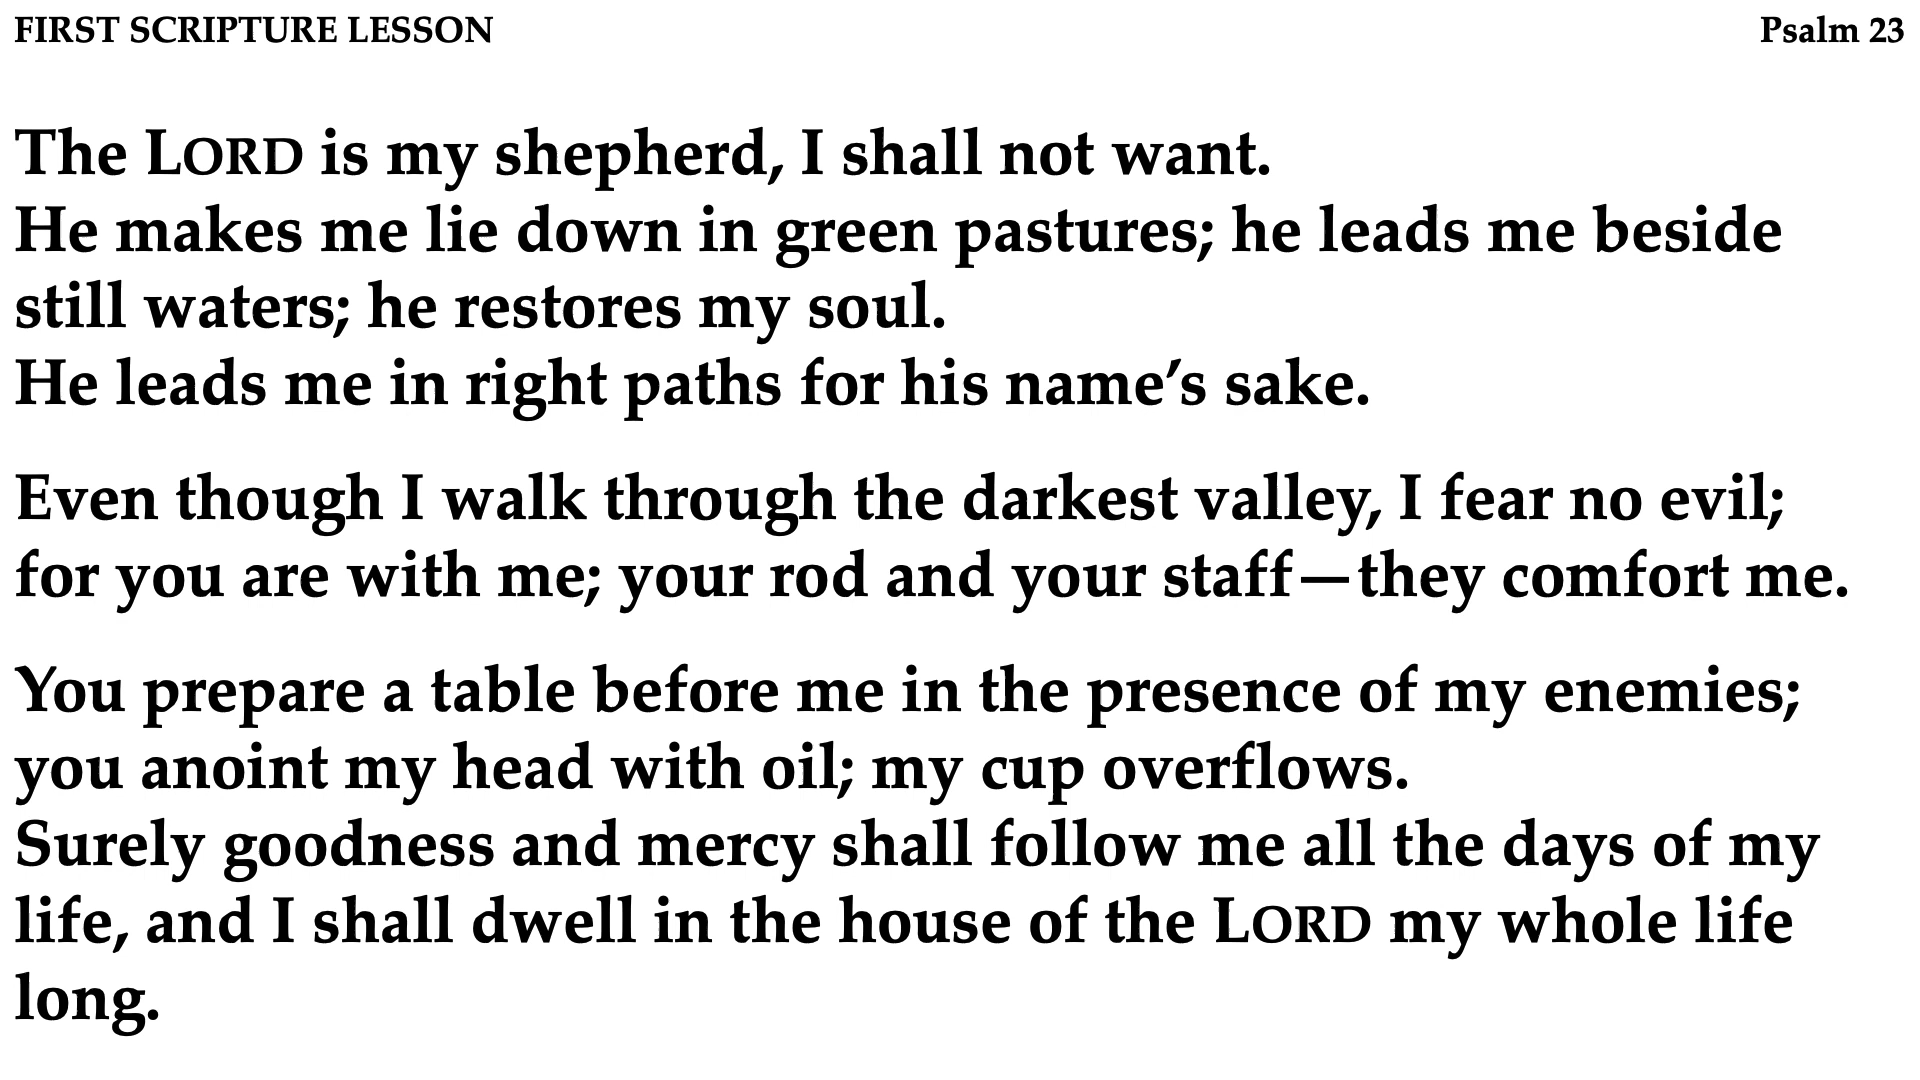 FIRST SCRIPTURE LESSON Psalm 23
The LORD is my shepherd, I shall not want.
He makes me lie down in green pastures; he leads me beside
still waters; he restores my soul.
He leads me in right paths for his name’s sake.
Even though I walk through the darkest valley, I fear no evil;
for you are with me; your rod and your staff—they comfort me.
You prepare a table before me in the presence of my enemies;
you anoint my head with oil; my cup overflows.
Surely goodness and mercy shall follow me all the days of my
life, and I shall dwell in the house of the LORD my whole life
long.